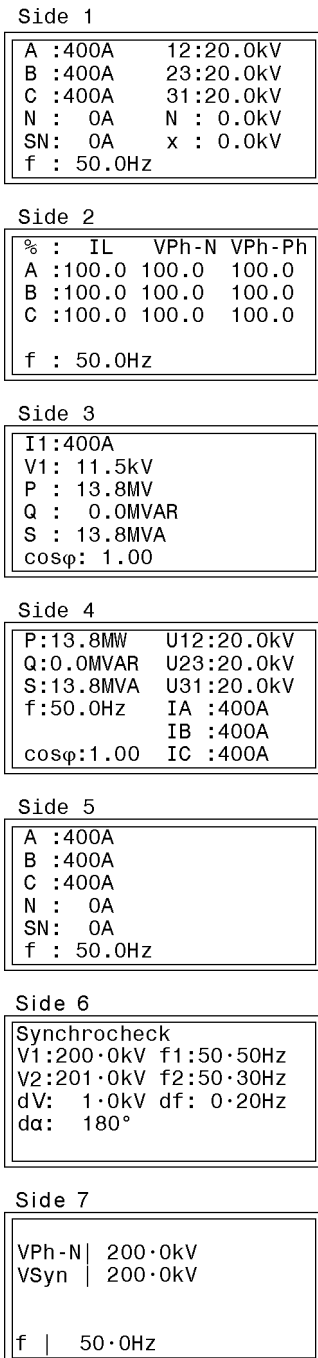 Side 1
A :400A 12:20.0kV
B :400A 23:20.0kV
C :400A 31:20.0kV
N : 0A N : 0.0kV
SN: 0A x : 0.0kV
f : 50.0Hz
Side 2
% : IL VPh-N VPh-Ph
A :100.0 100.0 100.0
B :100.0 100.0 100.0
C :100.0 100.0 100.0
f : 50.0Hz
Side 3
I1:400A
V1: 11.5kV
P : 13.8MV
Q : 0.0MVAR
S : 13.8MVA
cosφ: 1.00
Side 4
P:13.8MW U12:20.0kV
Q:0.0MVAR U23:20.0kV
S:13.8MVA U31:20.0kV
f:50.0Hz IA :400A
IB :400A
cosφ:1.00 IC :400A
Side 5
A :400A
B :400A
C :400A
N : 0A
SN: 0A
f : 50.0Hz
Side 6
Synchrocheck
V1:200·0kV f1:50·50Hz
V2:201·0kV f2:50·30Hz
dV: 1·0kV df: 0·20Hz
dα: 180°
Side 7
VPh-N| 200·0kV
VSyn | 200·0kV
f | 50·0Hz